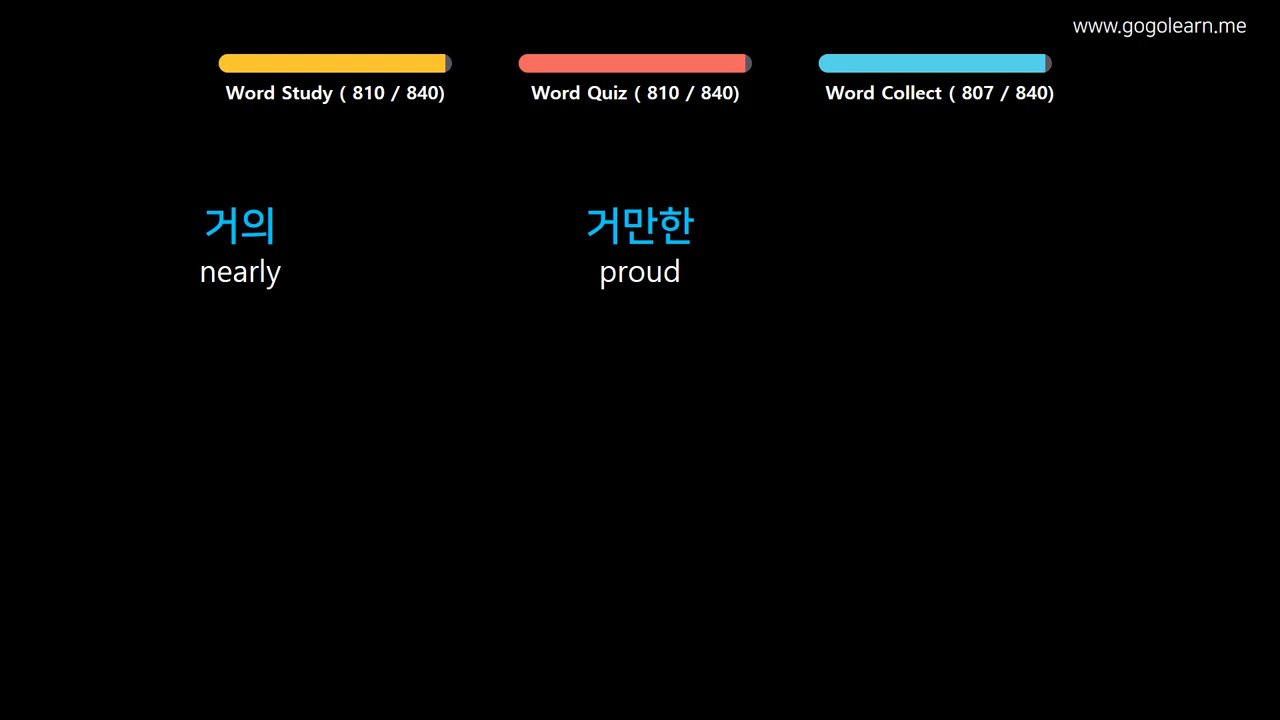 www.gogolearn.me
Word Study ( 810 / 840)
Word Quiz ( 810 / 840)
Word Collect ( 807 / 840)
거의
nearly
거만한
proud